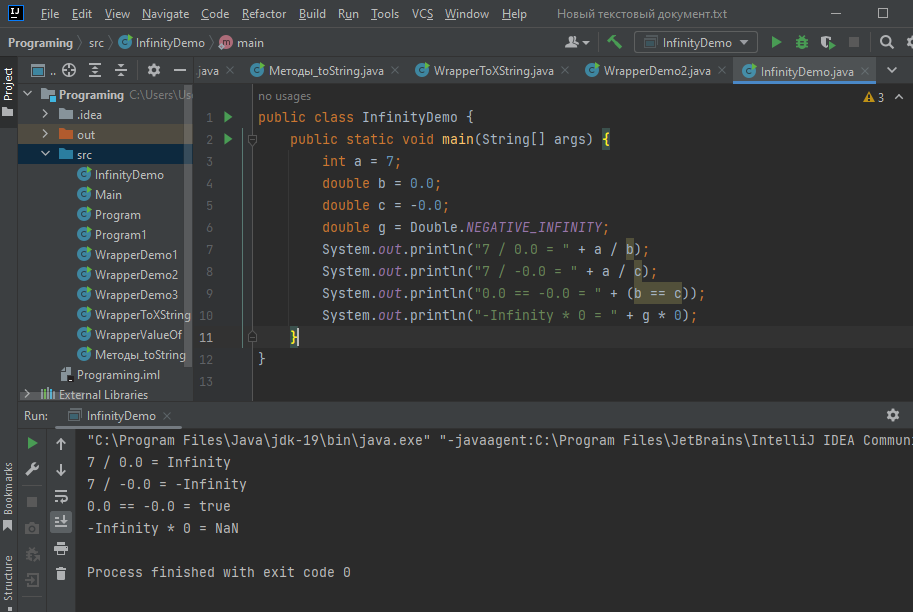 File Edit View Navigate Code Refactor Build Run Tools VCS Window Help Новый текстовый документ.txt
Programing src InfinityDemo main InfinityDemo
Project .. java Методы_toString.java WrapperToXString.java WrapperDemo2.java InfinityDemo.java
Programing C:\Users\Us
.idea
out
src
InfinityDemo
Main
Program
Program1
WrapperDemo1
WrapperDemo2
WrapperDemo3
WrapperToXString
WrapperValueOf
Методы_toString
Programing.iml
External Libraries
no usages 3
1 public class InfinityDemo {
2 public static void main(String[] args) {
3 int a = 7;
4 double b = 0.0;
5 double c = -0.0;
6 double g = Double.NEGATIVE_INFINITY;
7 System.out.println("7 / 0.0 = " + a / b);
8 System.out.println("7 / -0.0 = " + a / c);
9 System.out.println("0.0 == -0.0 = " + (b == c));
10 System.out.println("-Infinity * 0 = " + g * 0);
11 }
12 }
13
Run: InfinityDemo
"C:\Program Files\Java\jdk-19\bin\java.exe" "-javaagent:C:\Program Files\JetBrains\IntelliJ IDEA Communi
7 / 0.0 = Infinity
7 / -0.0 = -Infinity
0.0 == -0.0 = true
-Infinity * 0 = NaN
Process finished with exit code 0
Bookmarks
Structure